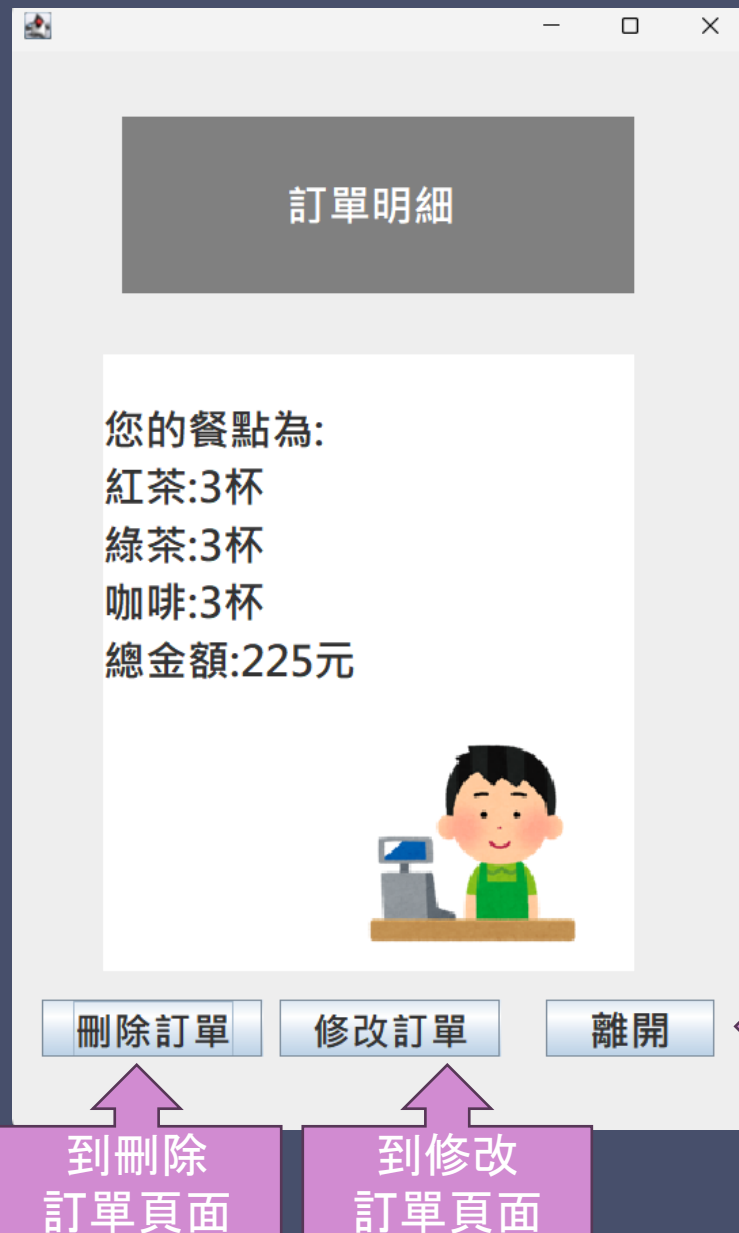 訂單明細
您的餐點為:
紅茶:3杯
綠茶:3杯
咖啡:3杯
總金額:225元
刪除訂單
修改訂單
離開
到刪除
訂單頁面
到修改
訂單頁面